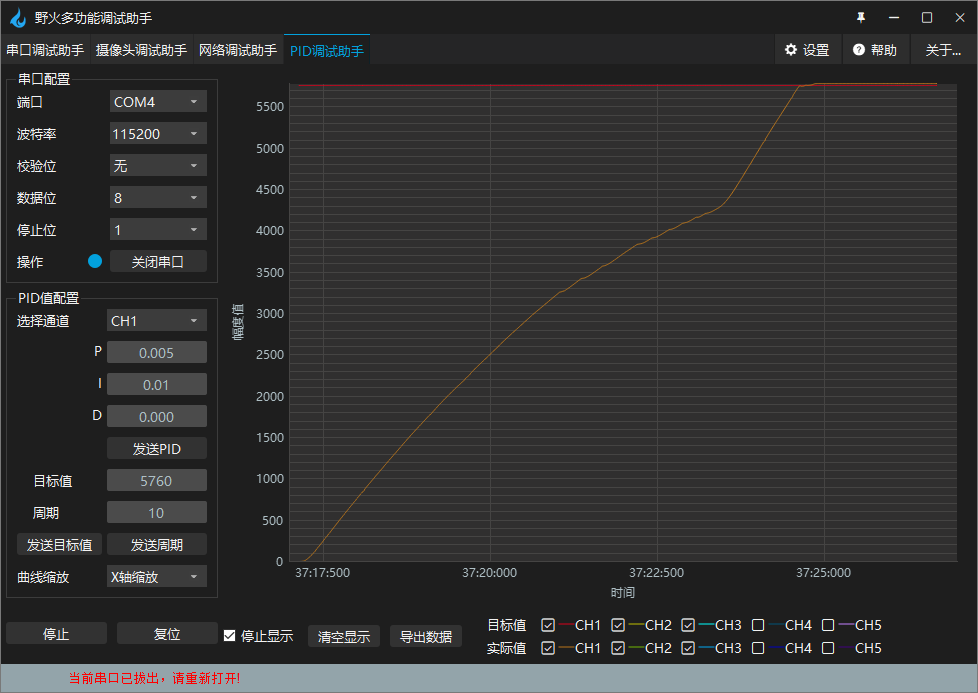 野火多功能调试助手
串口调试助手 摄像头调试助手 网络调试助手 PID调试助手 设置 帮助 关于...
串口配置
端口 COM4
波特率 115200
校验位 无
数据位 8
停止位 1
操作 关闭串口
PID值配置
选择通道 CH1
P 0.005
I 0.01
D 0.000
发送PID
目标值 5760
周期 10
发送目标值 发送周期
曲线缩放 X轴缩放
停止 复位 停止显示 清空显示 导出数据
幅度值
5500
5000
4500
4000
3500
3000
2500
2000
1500
1000
500
0
37:17:500 37:20:000 37:22:500 37:25:000
时间
目标值 CH1 CH2 CH3 CH4 CH5
实际值 CH1 CH2 CH3 CH4 CH5
当前串口已拔出，请重新打开!